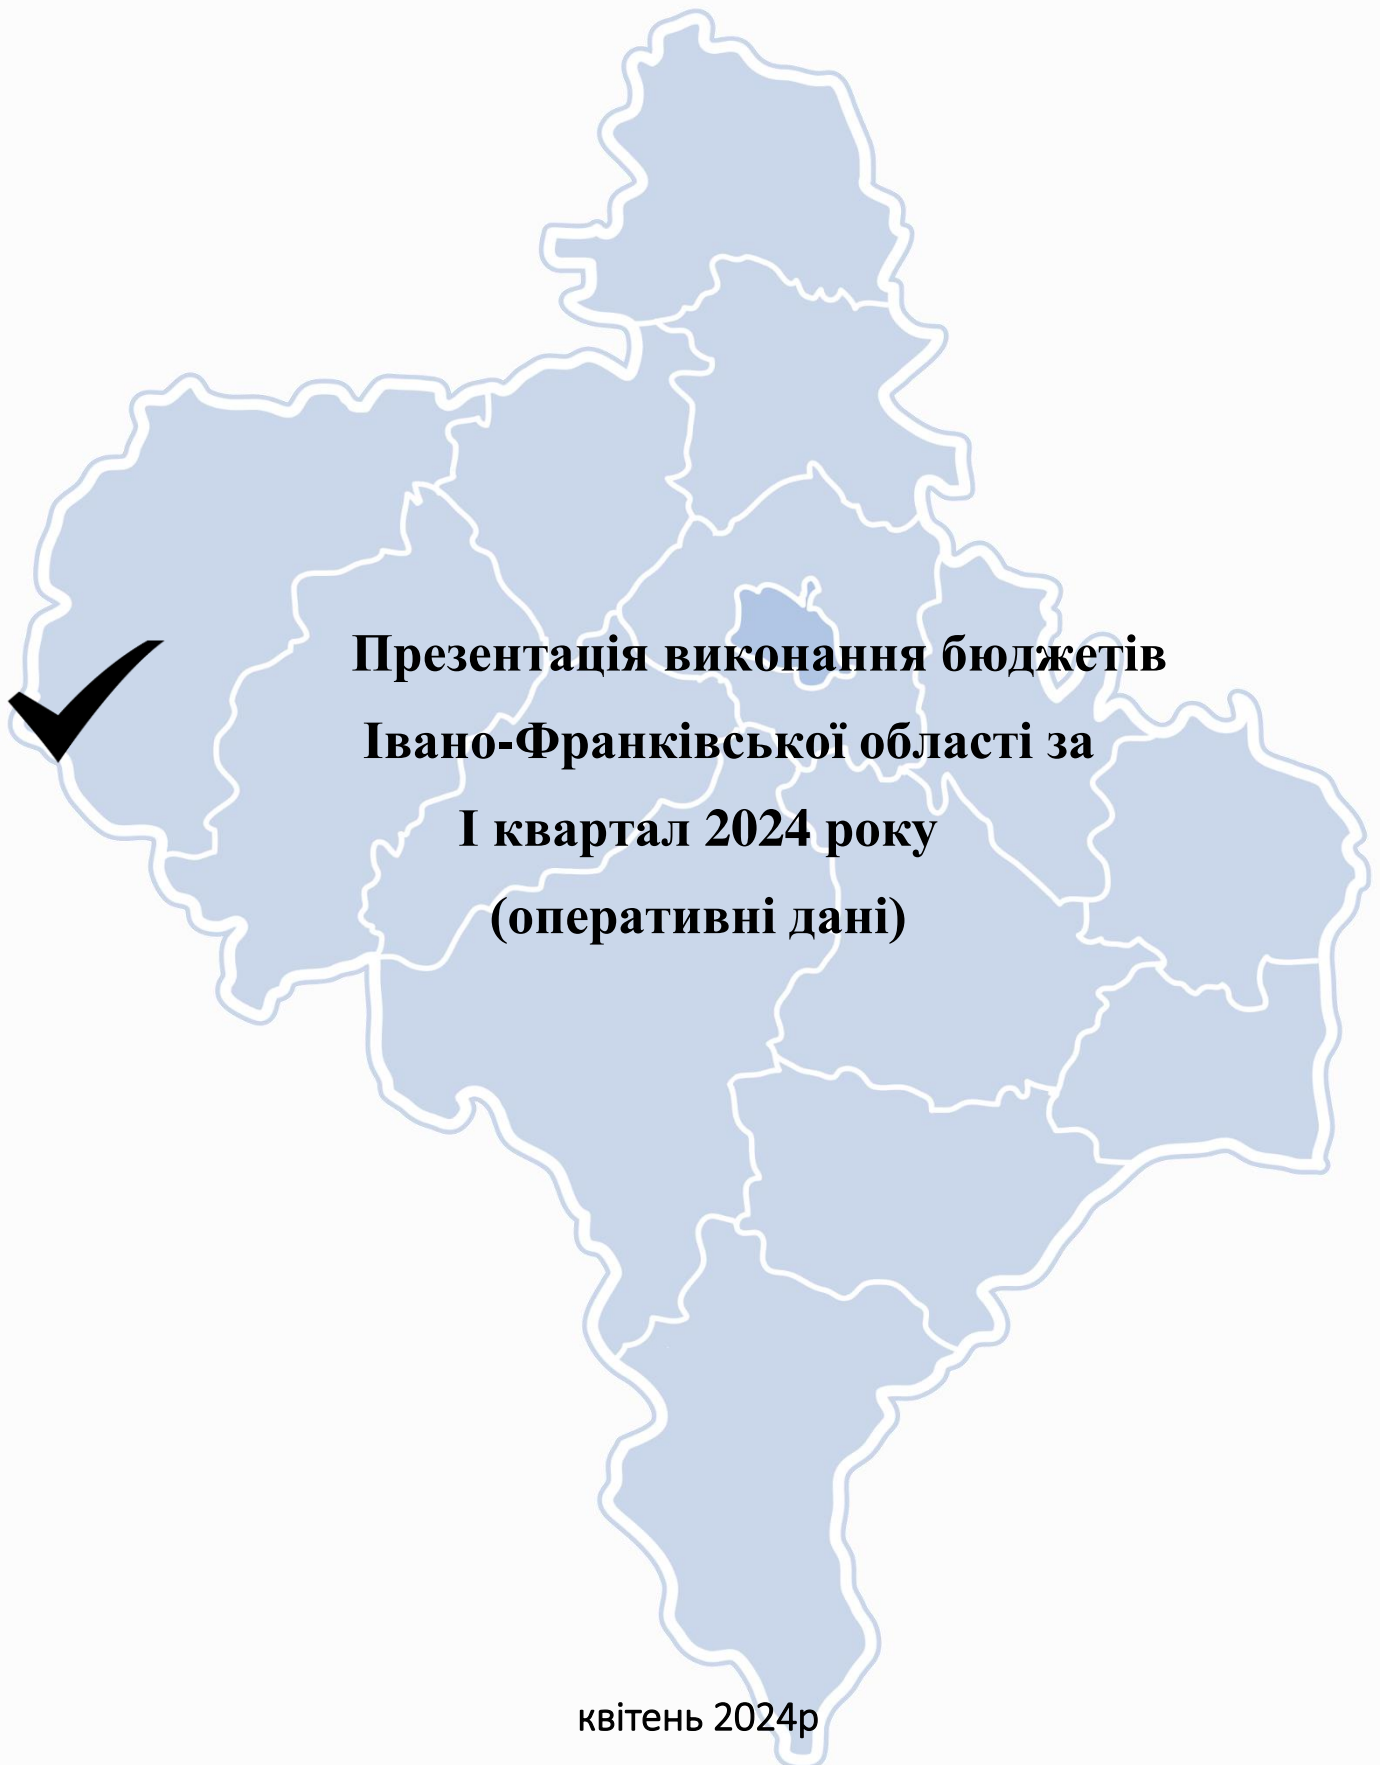 Презентація виконання бюджетів
Івано-Франківської області за
І квартал 2024 року
(оперативні дані)
квітень 2024р